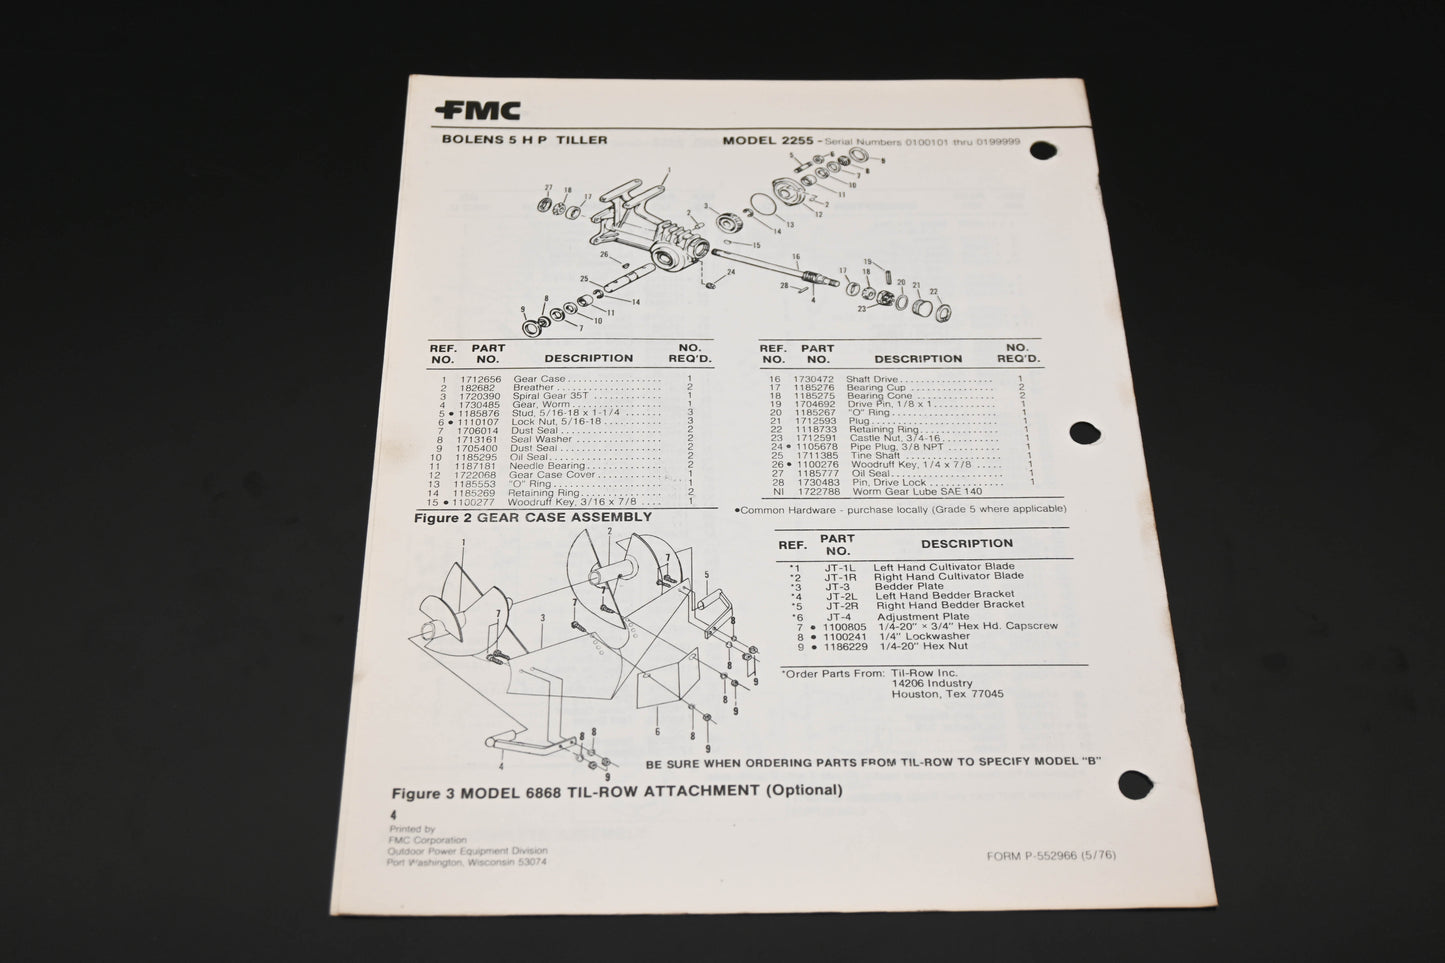 FMC
BOLENS 5 H P TILLER MODEL 2255 - Serial Numbers 0100101 thru 0199999
REF. NO. PART NO. DESCRIPTION NO. REQ'D.
1 1712656 Gear Case 1
2 182682 Breather 2
3 1720390 Spiral Gear 35T 1
4 1730485 Gear, Worm 1
5 • 1185876 Stud, 5/16-18 x 1-1/4 3
6 • 1110107 Lock Nut, 5/16-18 3
7 1706014 Dust Seal 2
8 1713161 Seal Washer 2
9 1705400 Dust Seal 2
10 1185295 Oil Seal 2
11 1187181 Needle Bearing 2
12 1722068 Gear Case Cover 1
13 1185553 "O" Ring 1
14 1185269 Retaining Ring 2
15 • 1100277 Woodruff Key, 3/16 x 7/8 1
Figure 2 GEAR CASE ASSEMBLY
REF. NO. PART NO. DESCRIPTION NO. REQ'D.
16 1730472 Shaft Drive 1
17 1185276 Bearing Cup 2
18 1185275 Bearing Cone 2
19 1704692 Drive Pin, 1/8 x 1 1
20 1185267 "O" Ring 1
21 1712593 Plug 1
22 1118733 Retaining Ring 1
23 1712591 Castle Nut, 3/4-16 1
24 • 1105678 Pipe Plug, 3/8 NPT 1
25 1711385 Tine Shaft 1
26 • 1100276 Woodruff Key, 1/4 x 7/8 1
27 1185777 Oil Seal 1
28 1730483 Pin, Drive Lock 1
NI 1722788 Worm Gear Lube SAE 140
•Common Hardware - purchase locally (Grade 5 where applicable)
REF. PART NO. DESCRIPTION
*1 JT-1L Left Hand Cultivator Blade
*2 JT-1R Right Hand Cultivator Blade
*3 JT-3 Bedder Plate
*4 JT-2L Left Hand Bedder Bracket
*5 JT-2R Right Hand Bedder Bracket
*6 JT-4 Adjustment Plate
7 • 1100805 1/4-20" x 3/4" Hex Hd. Capscrew
8 • 1100241 1/4" Lockwasher
9 • 1186229 1/4-20" Hex Nut
*Order Parts From: Til-Row Inc.
14206 Industry
Houston, Tex 77045
BE SURE WHEN ORDERING PARTS FROM TIL-ROW TO SPECIFY MODEL "B"
Figure 3 MODEL 6868 TIL-ROW ATTACHMENT (Optional)
4
Printed by
FMC Corporation
Outdoor Power Equipment Division
Port Washington, Wisconsin 53074
FORM P-552966 (5/76)